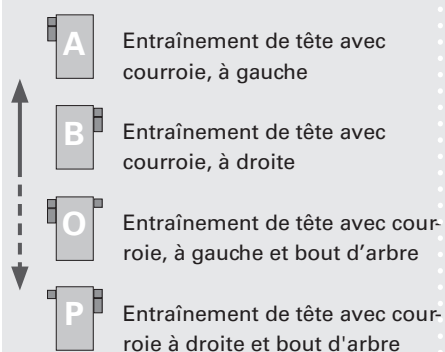 A
Entraînement de tête avec
courroie, à gauche
B
Entraînement de tête avec
courroie, à droite
O
Entraînement de tête avec cour-
roie, à gauche et bout d’arbre
P
Entraînement de tête avec cour-
roie à droite et bout d'arbre